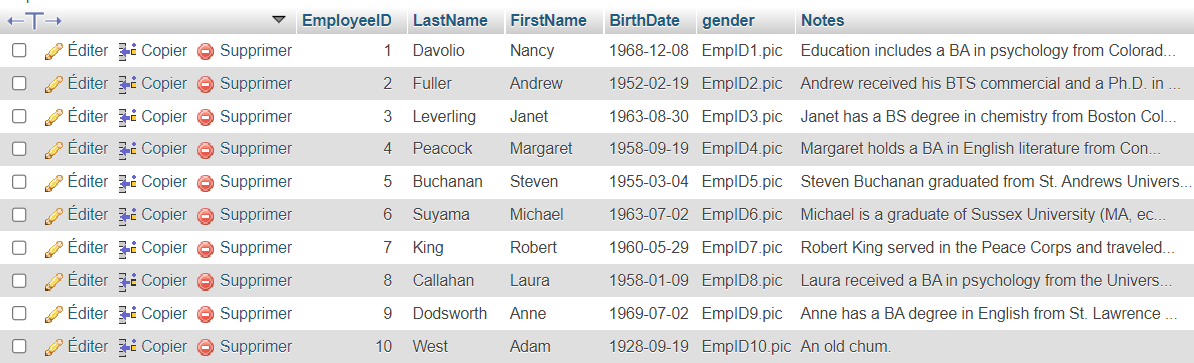 EmployeeID LastName FirstName BirthDate gender Notes
Éditer Copier Supprimer 1 Davolio Nancy 1968-12-08 EmpID1.pic Education includes a BA in psychology from Colorad...
Éditer Copier Supprimer 2 Fuller Andrew 1952-02-19 EmpID2.pic Andrew received his BTS commercial and a Ph.D. in ...
Éditer Copier Supprimer 3 Leverling Janet 1963-08-30 EmpID3.pic Janet has a BS degree in chemistry from Boston Col...
Éditer Copier Supprimer 4 Peacock Margaret 1958-09-19 EmpID4.pic Margaret holds a BA in English literature from Con...
Éditer Copier Supprimer 5 Buchanan Steven 1955-03-04 EmpID5.pic Steven Buchanan graduated from St. Andrews Univers...
Éditer Copier Supprimer 6 Suyama Michael 1963-07-02 EmpID6.pic Michael is a graduate of Sussex University (MA, ec...
Éditer Copier Supprimer 7 King Robert 1960-05-29 EmpID7.pic Robert King served in the Peace Corps and traveled...
Éditer Copier Supprimer 8 Callahan Laura 1958-01-09 EmpID8.pic Laura received a BA in psychology from the Univers...
Éditer Copier Supprimer 9 Dodsworth Anne 1969-07-02 EmpID9.pic Anne has a BA degree in English from St. Lawrence ...
Éditer Copier Supprimer 10 West Adam 1928-09-19 EmpID10.pic An old chum.